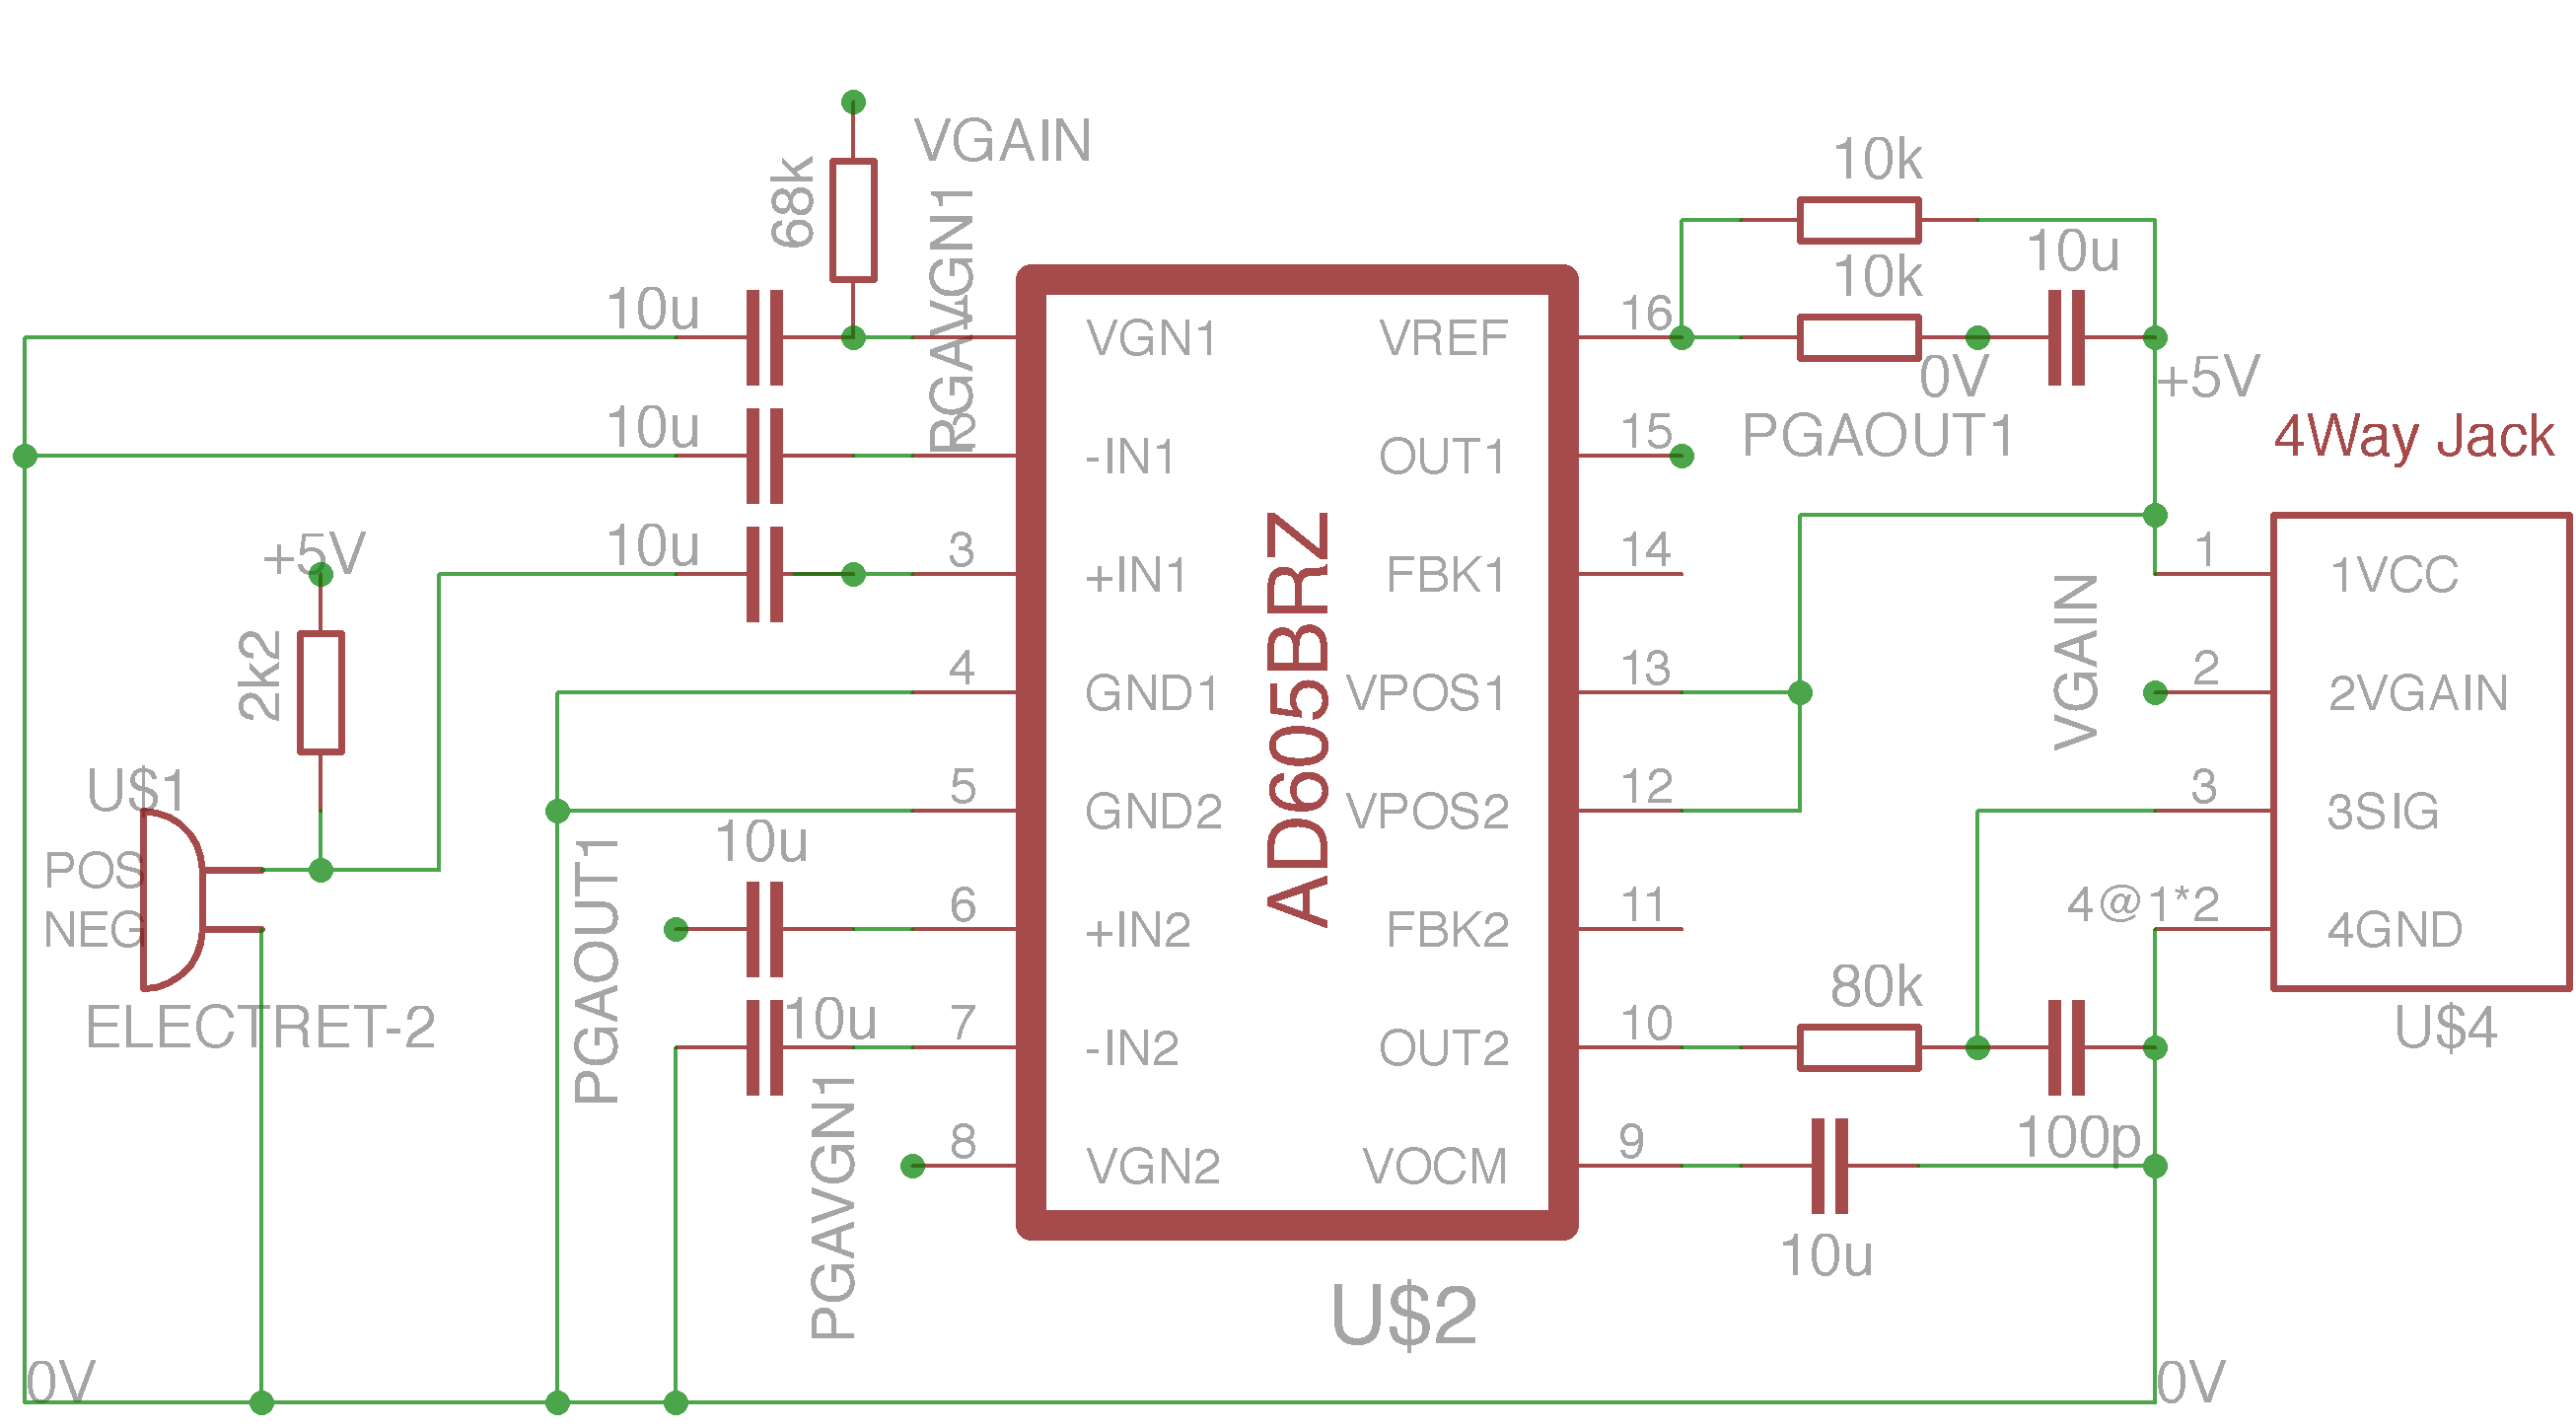 VGAIN
68k
PGAVGN1
10u
1
VGN1
10u
2
-IN1
10u
3
+IN1
+5V
2k2
4
GND1
U$1
POS
NEG
ELECTRET-2
5
GND2
10u
PGAOUT1
6
+IN2
10u
7
-IN2
PGAVGN1
8
VGN2
0V
AD605BRZ
U$2
10k
10k
10u
16
VREF
0V
+5V
15
OUT1
PGAOUT1
14
FBK1
13
VPOS1
12
VPOS2
11
FBK2
10
OUT2
80k
100p
9
VOCM
10u
4Way Jack
1
1VCC
VGAIN
2
2VGAIN
3
3SIG
4@1*2
4GND
U$4
0V